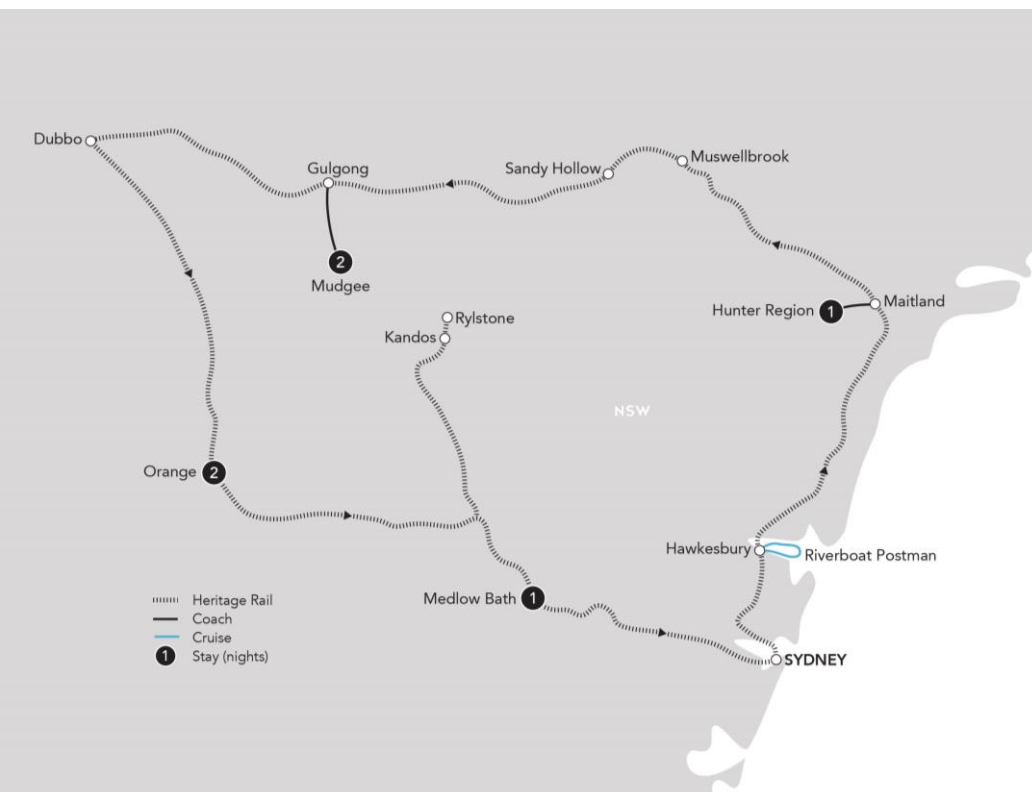 Dubbo
Gulgong
Sandy Hollow
Muswellbrook
2
Mudgee
Hunter Region 1
Maitland
Rylstone
Kandos
NSW
Orange 2
Hawkesbury
Riverboat Postman
Medlow Bath 1
SYDNEY
Heritage Rail
Coach
Cruise
1 Stay (nights)